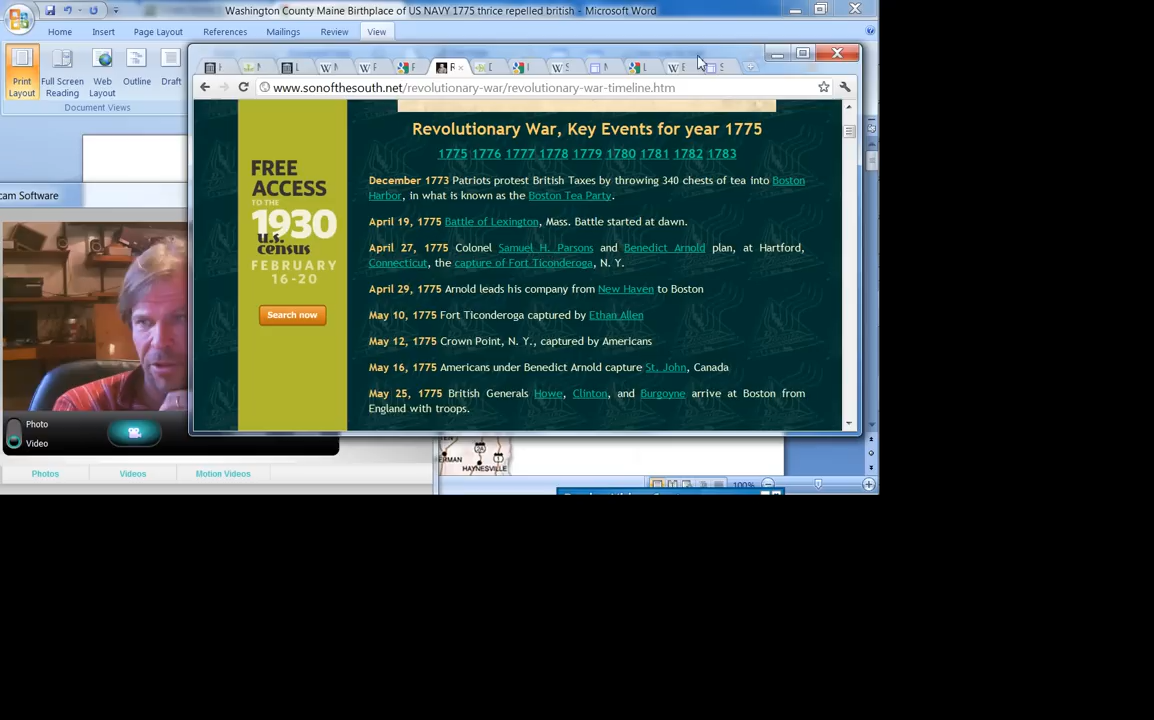 Washington County Maine Birthplace of US NAVY 1775 thrice repelled british - Microsoft Word
Home Insert Page Layout References Mailings Review View
Print Layout Full Screen Reading Web Layout Outline Draft
Document Views
www.sonofthesouth.net/revolutionary-war/revolutionary-war-timeline.htm
cam Software
FREE
ACCESS
TO THE
1930
u.s.
census
FEBRUARY
16-20
Search now
Revolutionary War, Key Events for year 1775
1775 1776 1777 1778 1779 1780 1781 1782 1783
December 1773 Patriots protest British Taxes by throwing 340 chests of tea into Boston
Harbor, in what is known as the Boston Tea Party.
April 19, 1775 Battle of Lexington, Mass. Battle started at dawn.
April 27, 1775 Colonel Samuel H. Parsons and Benedict Arnold plan, at Hartford,
Connecticut, the capture of Fort Ticonderoga, N. Y.
April 29, 1775 Arnold leads his company from New Haven to Boston
May 10, 1775 Fort Ticonderoga captured by Ethan Allen
May 12, 1775 Crown Point, N. Y., captured by Americans
May 16, 1775 Americans under Benedict Arnold capture St. John, Canada
May 25, 1775 British Generals Howe, Clinton, and Burgoyne arrive at Boston from
England with troops.
Photo
Video
Photos Videos Motion Videos
HAYNESVILLE
100%